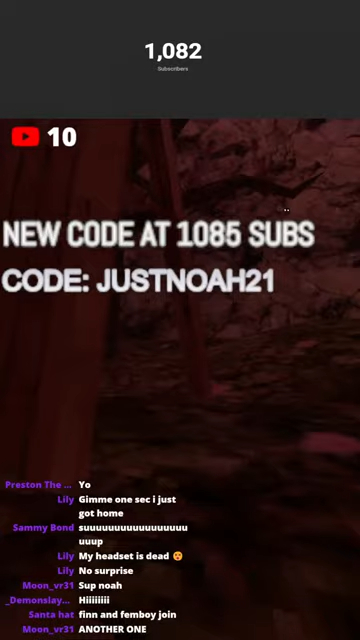 1,082
Subscribers
10
NEW CODE AT 1085 SUBS
CODE: JUSTNOAH21
Preston The ... Yo
Lily Gimme one sec i just
got home
Sammy Bond suuuuuuuuuuuuuuuuu
uuup
Lily My headset is dead 😵
Lily No surprise
Moon_vr31 Sup noah
_Demonslay... Hiiiiiiii
Santa hat finn and femboy join
Moon_vr31 ANOTHER ONE